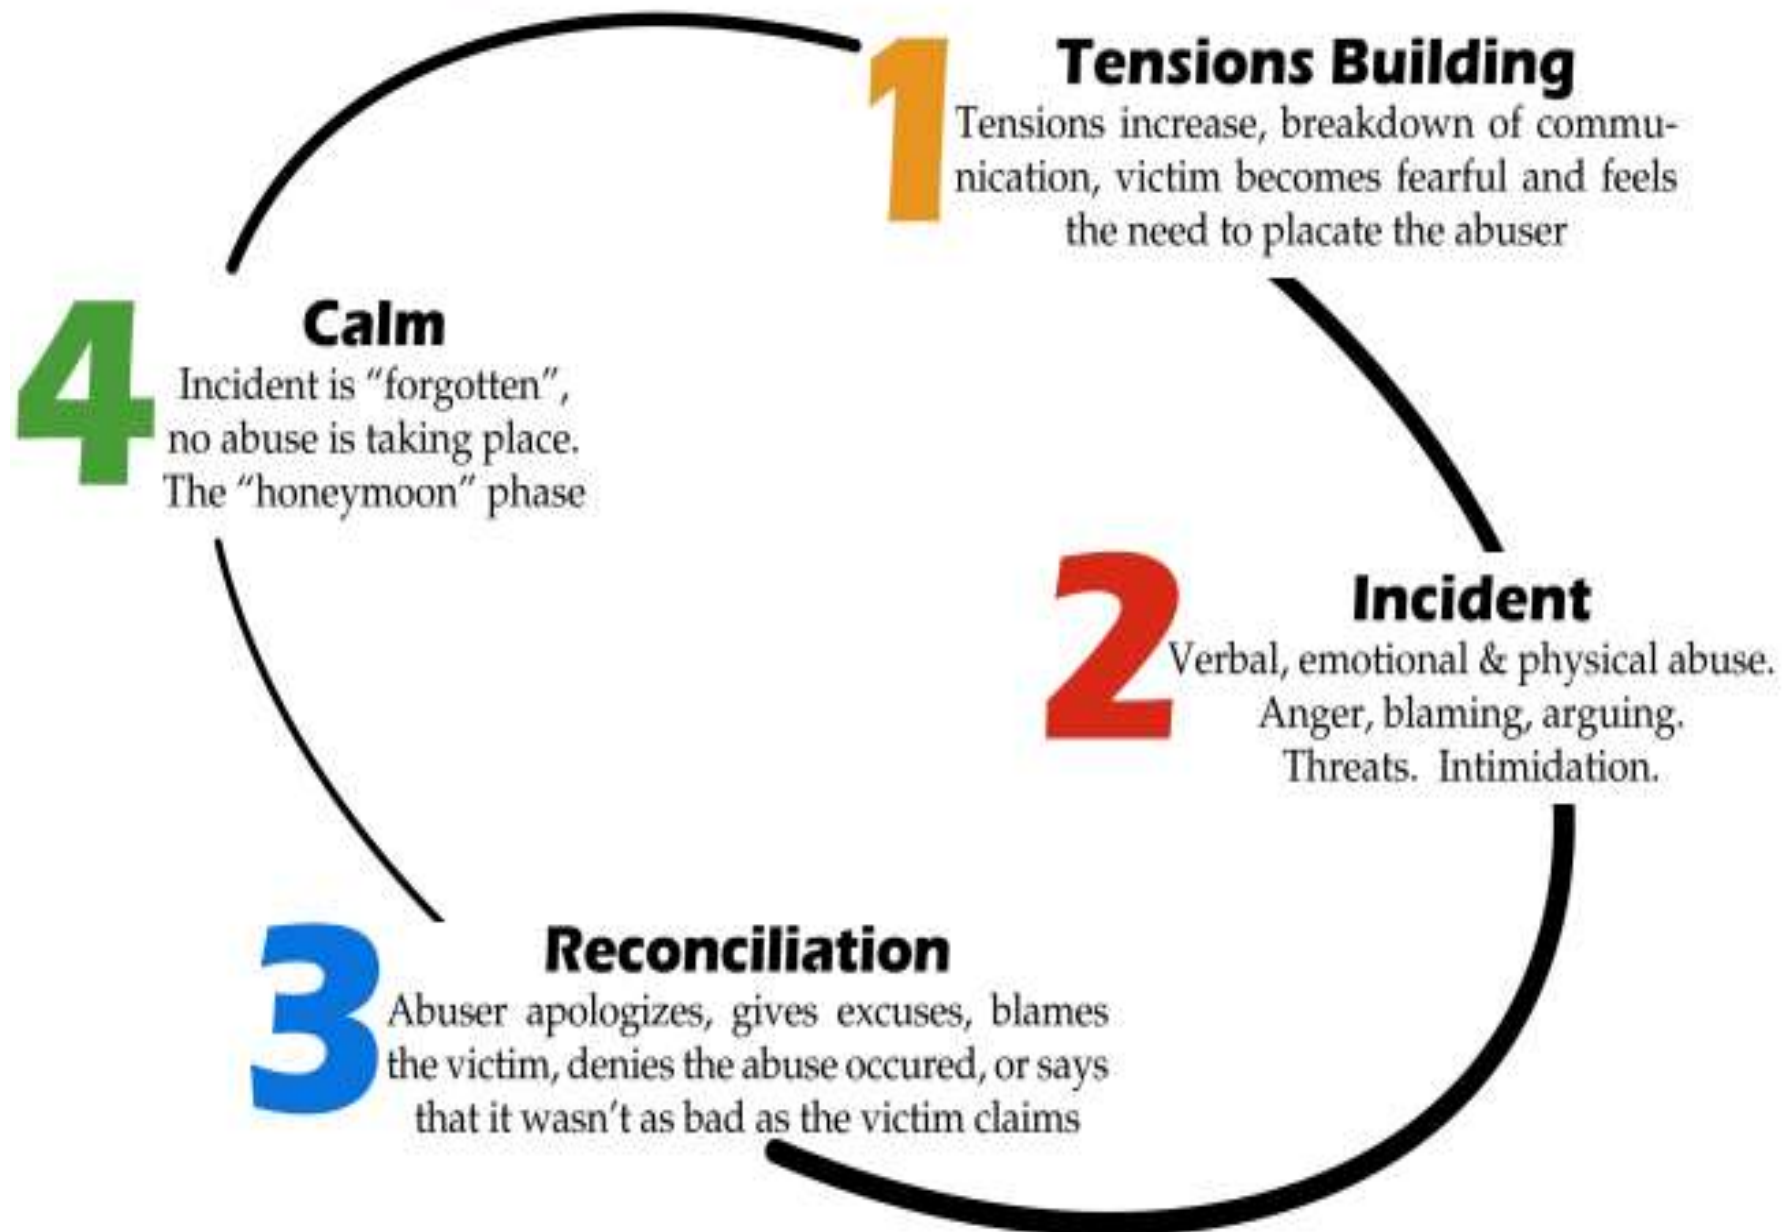 1
Tensions Building
Tensions increase, breakdown of commu-
nication, victim becomes fearful and feels
the need to placate the abuser
2
Incident
Verbal, emotional & physical abuse.
Anger, blaming, arguing.
Threats. Intimidation.
3
Reconciliation
Abuser apologizes, gives excuses, blames
the victim, denies the abuse occured, or says
that it wasn't as bad as the victim claims
4
Calm
Incident is “forgotten”,
no abuse is taking place.
The “honeymoon” phase